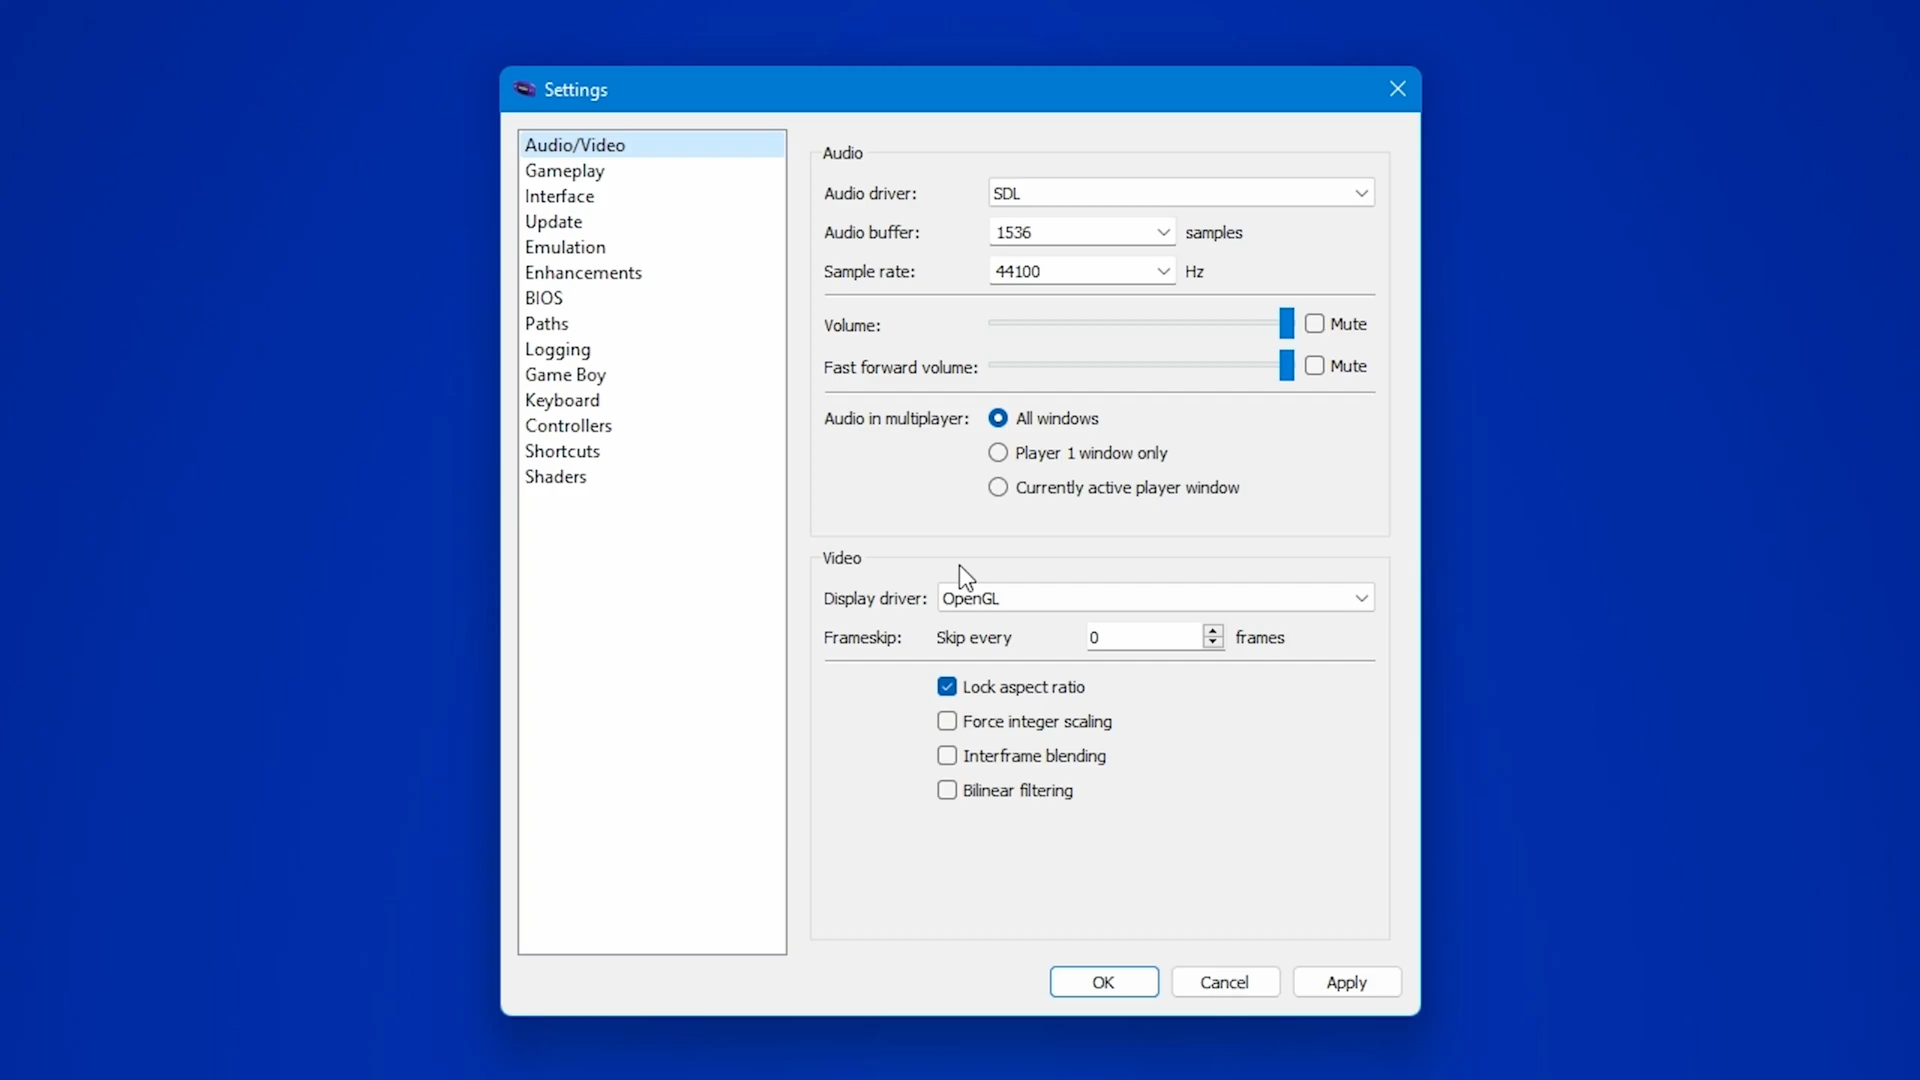 Settings
Audio/Video
Gameplay
Interface
Update
Emulation
Enhancements
BIOS
Paths
Logging
Game Boy
Keyboard
Controllers
Shortcuts
Shaders
Audio
Audio driver: SDL
Audio buffer: 1536 samples
Sample rate: 44100 Hz
Volume: Mute
Fast forward volume: Mute
Audio in multiplayer: All windows
Player 1 window only
Currently active player window
Video
Display driver: OpenGL
Frameskip: Skip every 0 frames
Lock aspect ratio
Force integer scaling
Interframe blending
Bilinear filtering
OK Cancel Apply